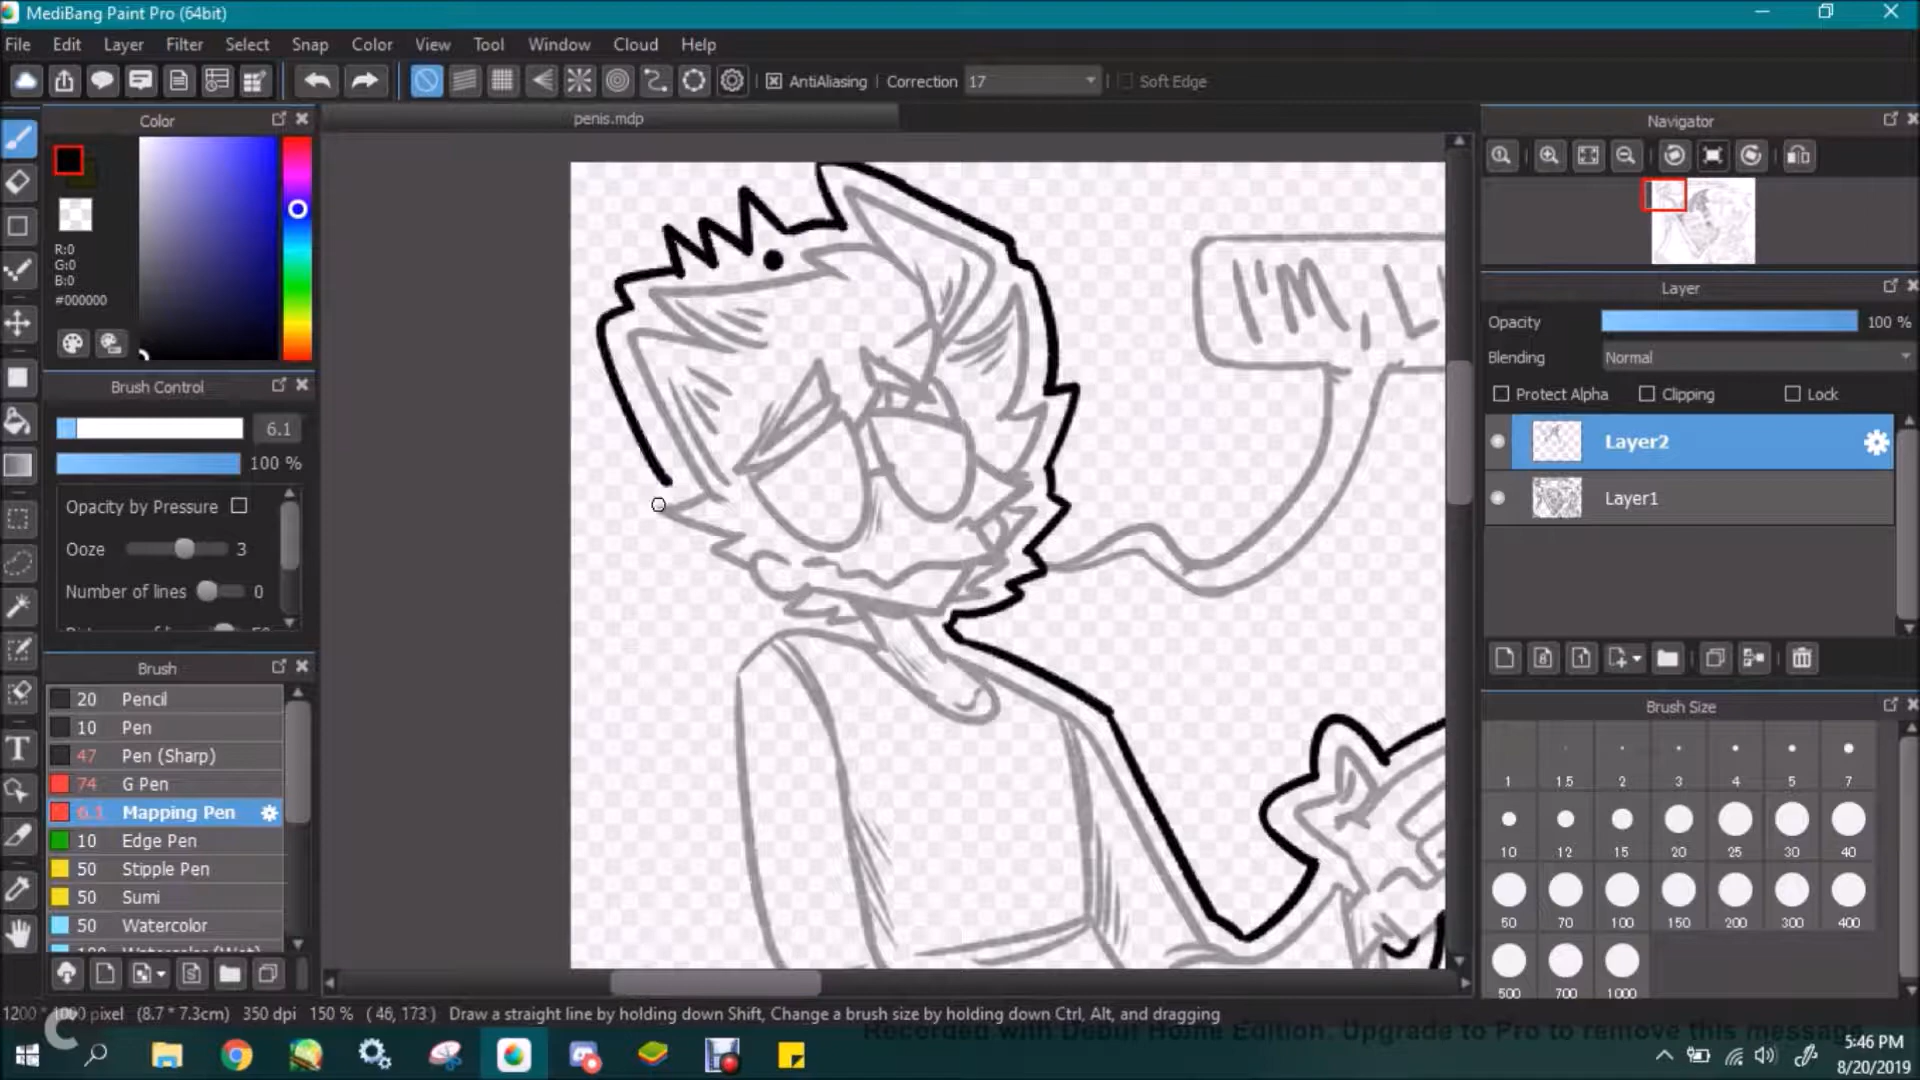 MediBang Paint Pro (64bit)
File Edit Layer Filter Select Snap Color View Tool Window Cloud Help
AntiAliasing | Correction 17 Soft Edge
Color
penis.mdp
Navigator
R:0
G:0
B:0
#000000
I'M, L
Layer
Opacity 100 %
Blending Normal
Protect Alpha Clipping Lock
Layer2
Layer1
Brush Control
6.1
100 %
Opacity by Pressure
Ooze 3
Number of lines 0
Brush
20 Pencil
10 Pen
47 Pen (Sharp)
74 G Pen
6.1 Mapping Pen
10 Edge Pen
50 Stipple Pen
50 Sumi
50 Watercolor
Brush Size
1 1.5 2 3 4 5 7
10 12 15 20 25 30 40
50 70 100 150 200 300 400
500 700 1000
1200 * 1000 pixel (8.7 * 7.3cm) 350 dpi 150 % ( 46, 173 ) Draw a straight line by holding down Shift, Change a brush size by holding down Ctrl, Alt, and dragging
Recorded with Debut Home Edition. Upgrade to Pro to remove this message
5:46 PM
8/20/2019